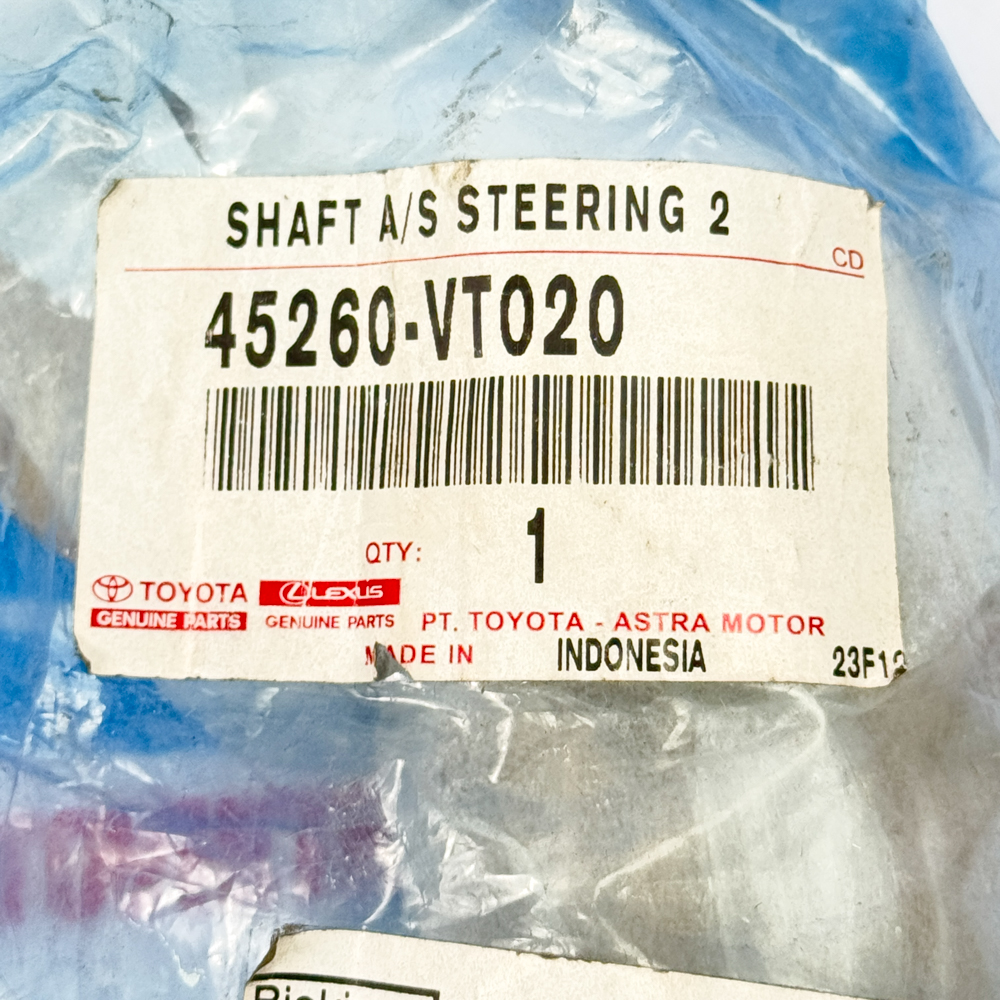 SHAFT A/S STEERING 2
CD
45260-VT020
QTY: 1
TOYOTA LEXUS
GENUINE PARTS GENUINE PARTS PT. TOYOTA - ASTRA MOTOR
MADE IN INDONESIA